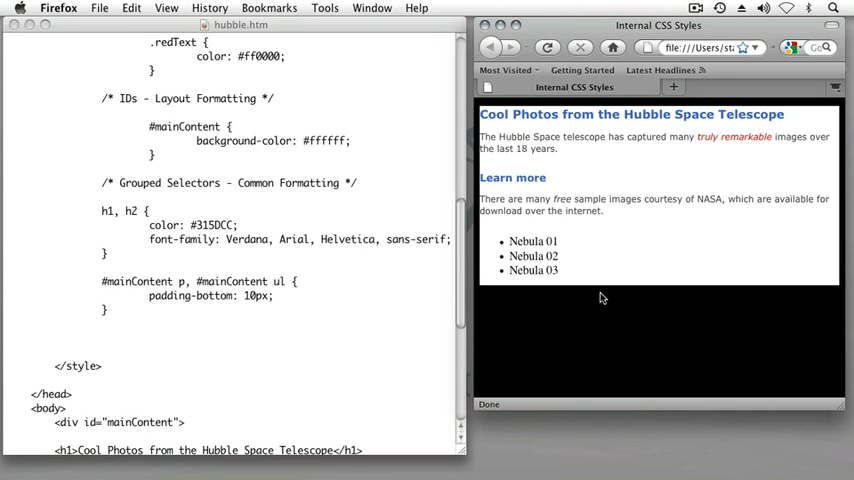 Firefox File Edit View History Bookmarks Tools Window Help
hubble.htm
.redText {
color: #ff0000;
}
/* IDs - Layout Formatting */
#mainContent {
background-color: #ffffff;
}
/* Grouped Selectors - Common Formatting */
h1, h2 {
color: #315DCC;
font-family: Verdana, Arial, Helvetica, sans-serif;
}
#mainContent p, #mainContent ul {
padding-bottom: 10px;
}
</style>
</head>
<body>
<div id="mainContent">
<h1>Cool Photos from the Hubble Space Telescope</h1>
Internal CSS Styles
file:///Users/sta
Most Visited Getting Started Latest Headlines
Internal CSS Styles
Cool Photos from the Hubble Space Telescope
The Hubble Space telescope has captured many truly remarkable images over
the last 18 years.
Learn more
There are many free sample images courtesy of NASA, which are available for
download over the internet.
• Nebula 01
• Nebula 02
• Nebula 03
Done